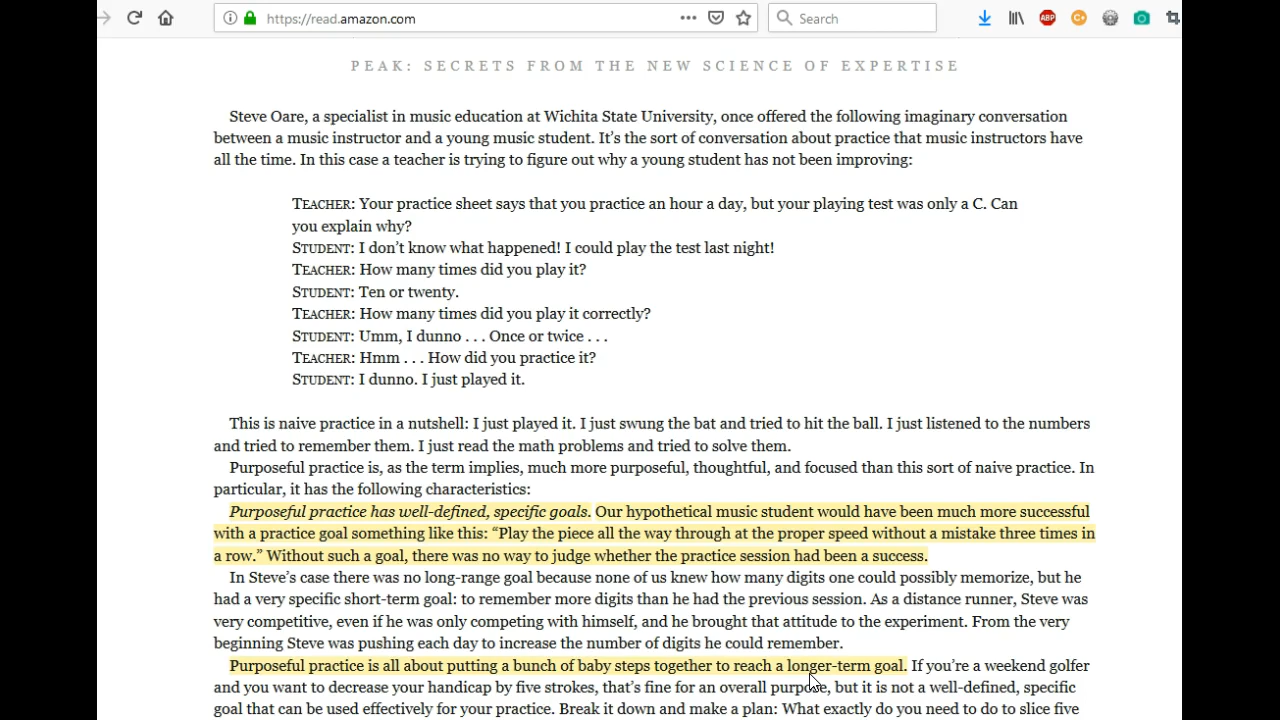 https://read.amazon.com
Search
ABP
C+
PEAK: SECRETS FROM THE NEW SCIENCE OF EXPERTISE
Steve Oare, a specialist in music education at Wichita State University, once offered the following imaginary conversation
between a music instructor and a young music student. It’s the sort of conversation about practice that music instructors have
all the time. In this case a teacher is trying to figure out why a young student has not been improving:
TEACHER: Your practice sheet says that you practice an hour a day, but your playing test was only a C. Can
you explain why?
STUDENT: I don’t know what happened! I could play the test last night!
TEACHER: How many times did you play it?
STUDENT: Ten or twenty.
TEACHER: How many times did you play it correctly?
STUDENT: Umm, I dunno . . . Once or twice . . .
TEACHER: Hmm . . . How did you practice it?
STUDENT: I dunno. I just played it.
This is naive practice in a nutshell: I just played it. I just swung the bat and tried to hit the ball. I just listened to the numbers
and tried to remember them. I just read the math problems and tried to solve them.
Purposeful practice is, as the term implies, much more purposeful, thoughtful, and focused than this sort of naive practice. In
particular, it has the following characteristics:
Purposeful practice has well-defined, specific goals. Our hypothetical music student would have been much more successful
with a practice goal something like this: “Play the piece all the way through at the proper speed without a mistake three times in
a row.” Without such a goal, there was no way to judge whether the practice session had been a success.
In Steve’s case there was no long-range goal because none of us knew how many digits one could possibly memorize, but he
had a very specific short-term goal: to remember more digits than he had the previous session. As a distance runner, Steve was
very competitive, even if he was only competing with himself, and he brought that attitude to the experiment. From the very
beginning Steve was pushing each day to increase the number of digits he could remember.
Purposeful practice is all about putting a bunch of baby steps together to reach a longer-term goal. If you’re a weekend golfer
and you want to decrease your handicap by five strokes, that’s fine for an overall purpose, but it is not a well-defined, specific
goal that can be used effectively for your practice. Break it down and make a plan: What exactly do you need to do to slice five